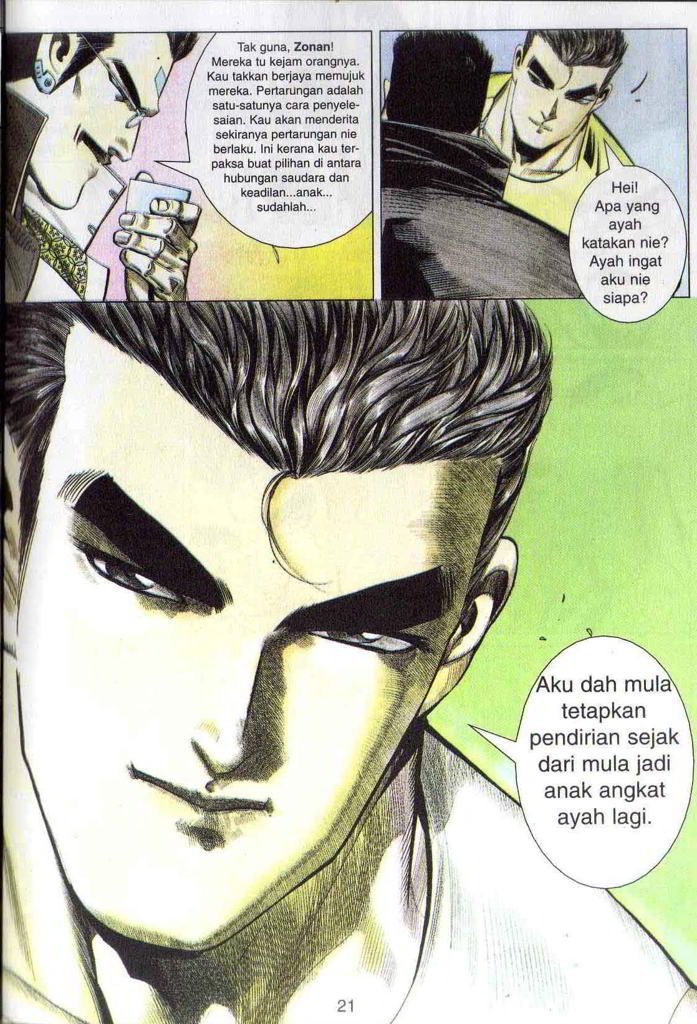 Tak guna, Zonan!
Mereka tu kejam orangnya.
Kau takkan berjaya memujuk
mereka. Pertarungan adalah
satu-satunya cara penyele-
saian. Kau akan menderita
sekiranya pertarungan nie
berlaku. Ini kerana kau ter-
paksa buat pilihan di antara
hubungan saudara dan
keadilan...anak...
sudahlah...
Hei!
Apa yang
ayah
katakan nie?
Ayah ingat
aku nie
siapa?
Aku dah mula
tetapkan
pendirian sejak
dari mula jadi
anak angkat
ayah lagi.
21